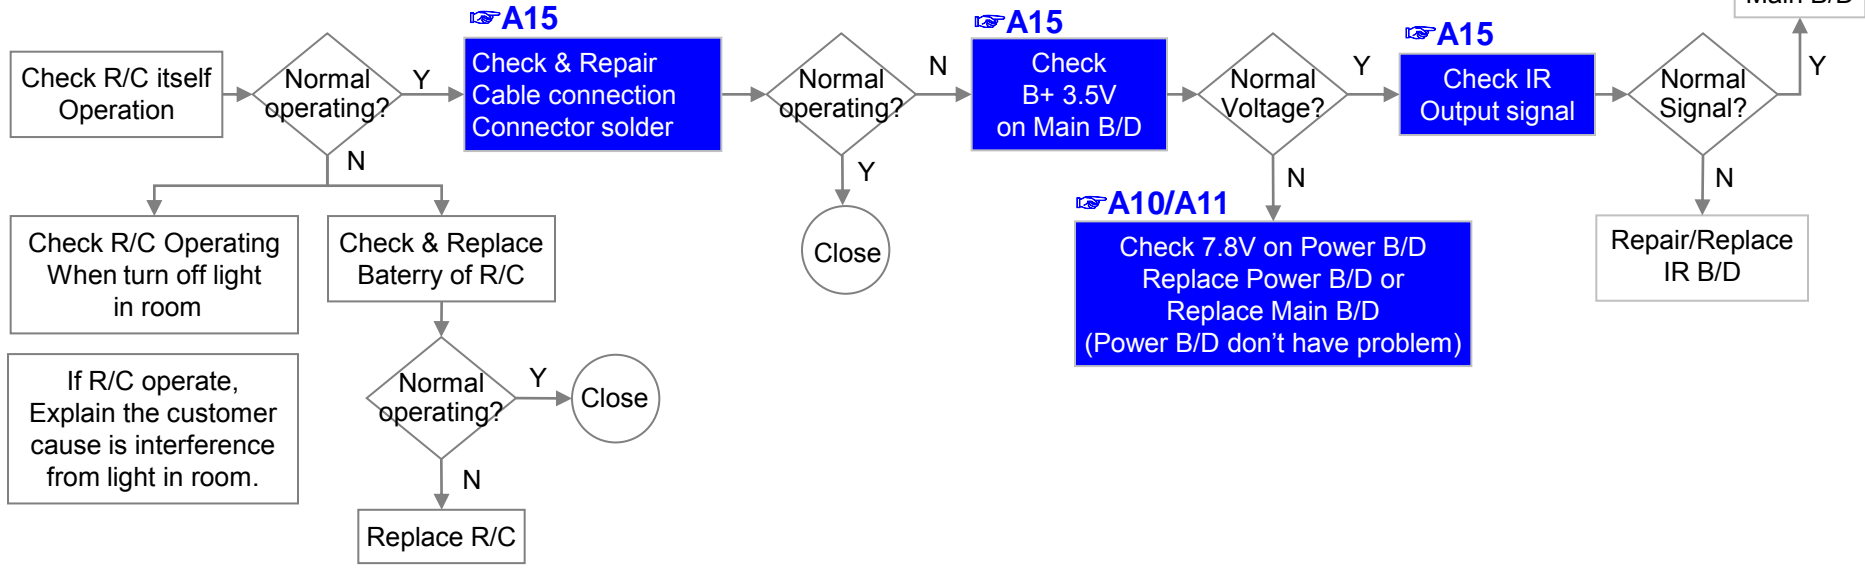 Main B/D
☞A15
☞A15
☞A15
Check R/C itself
Operation
Normal
operating?
Y
N
Check & Repair
Cable connection
Connector solder
Normal
operating?
N
Y
Close
Check
B+ 3.5V
on Main B/D
Normal
Voltage?
Y
N
Check IR
Output signal
Normal
Signal?
Y
N
Repair/Replace
IR B/D
☞A10/A11
Check 7.8V on Power B/D
Replace Power B/D or
Replace Main B/D
(Power B/D don't have problem)
Check R/C Operating
When turn off light
in room
Check & Replace
Baterry of R/C
If R/C operate,
Explain the customer
cause is interference
from light in room.
Normal
operating?
Y
Close
N
Replace R/C